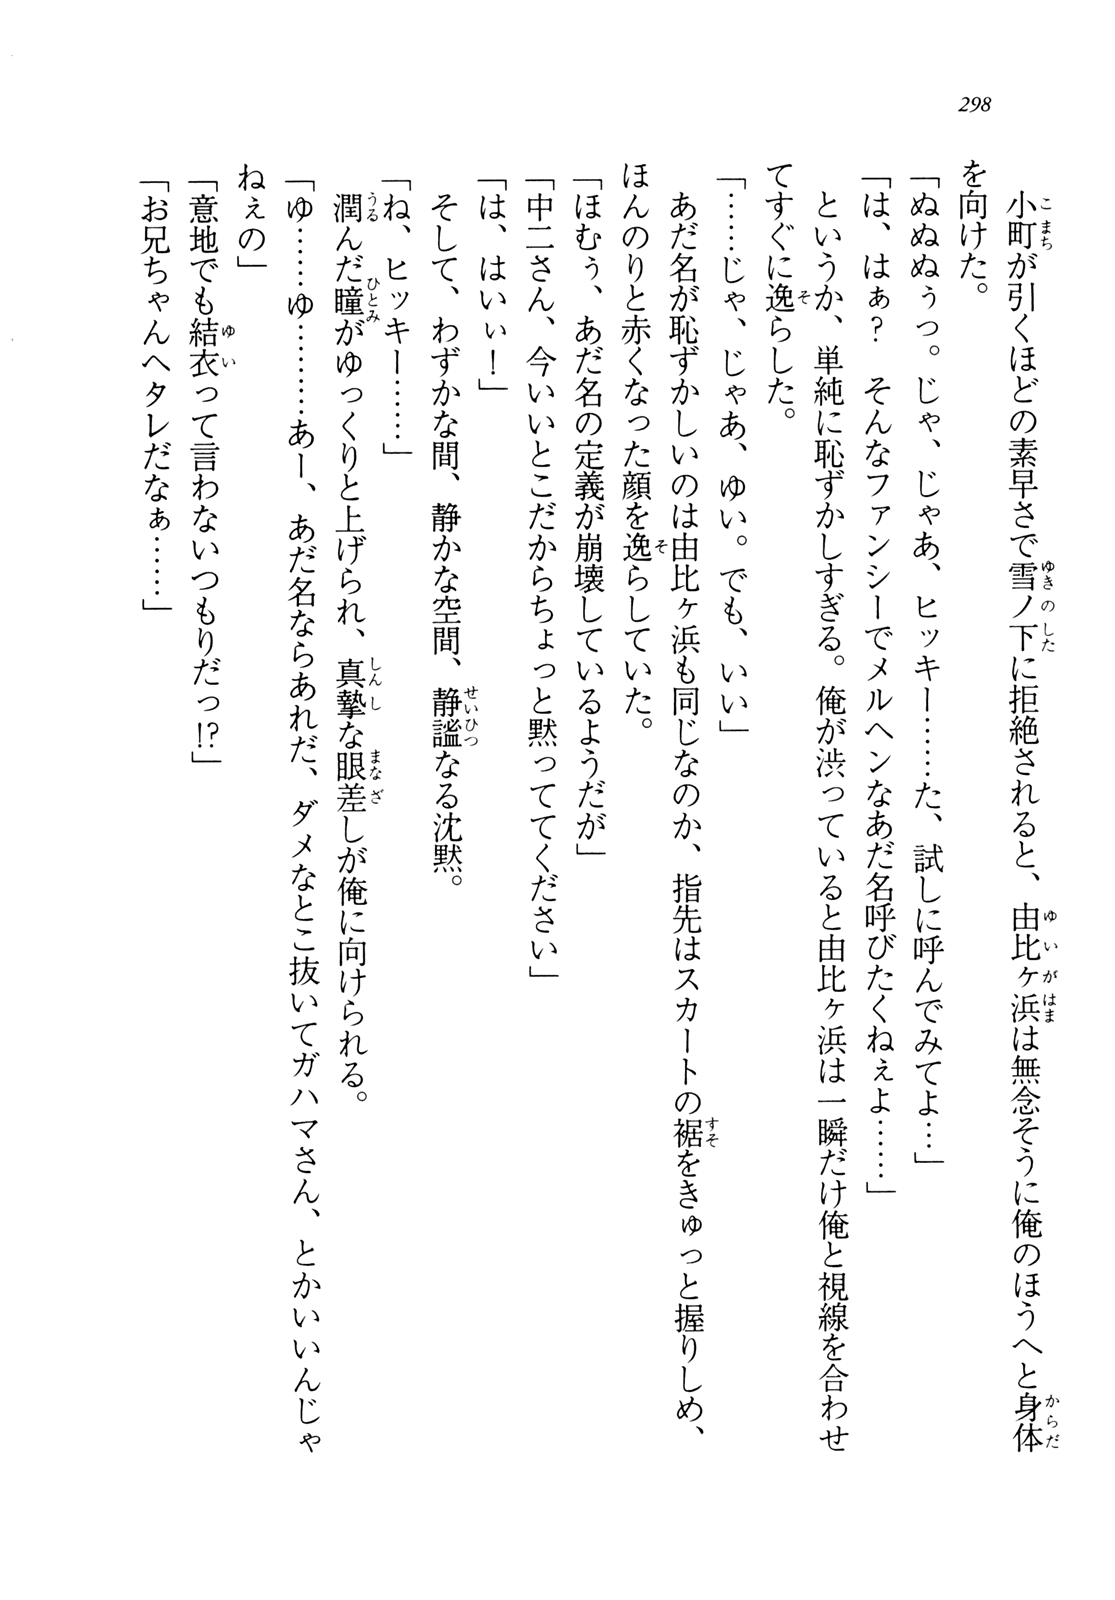 298
小町が引くほどの素早さで雪ノ下に拒絶されると、由比ヶ浜は無念そうに俺のほうへと身体
を向けた。
「ぬぬぬぅっ。じゃ、じゃあ、ヒッキー……た、試しに呼んでみてよ…」
「は、はぁ？　そんなファンシーでメルヘンなあだ名呼びたくねぇよ……」
というか、単純に恥ずかしすぎる。俺が渋っていると由比ヶ浜は一瞬だけ俺と視線を合わせ
てすぐに逸らした。
「……じゃ、じゃあ、ゆい。でも、いい」
あだ名が恥ずかしいのは由比ヶ浜も同じなのか、指先はスカートの裾をきゅっと握りしめ、
ほんのりと赤くなった顔を逸らしていた。
「ほむぅ、あだ名の定義が崩壊しているようだが」
「中二さん、今いいとこだからちょっと黙っててください」
「は、はいぃ！」
そして、わずかな間、静かな空間、静謐なる沈黙。
「ね、ヒッキー……」
潤んだ瞳がゆっくりと上げられ、真摯な眼差しが俺に向けられる。
「ゆ……ゆ………あー、あだ名ならあれだ、ダメなとこ抜いてガハマさん、とかいいんじゃ
ねぇの」
「意地でも結衣って言わないつもりだっ!?」
「お兄ちゃんヘタレだなぁ……」